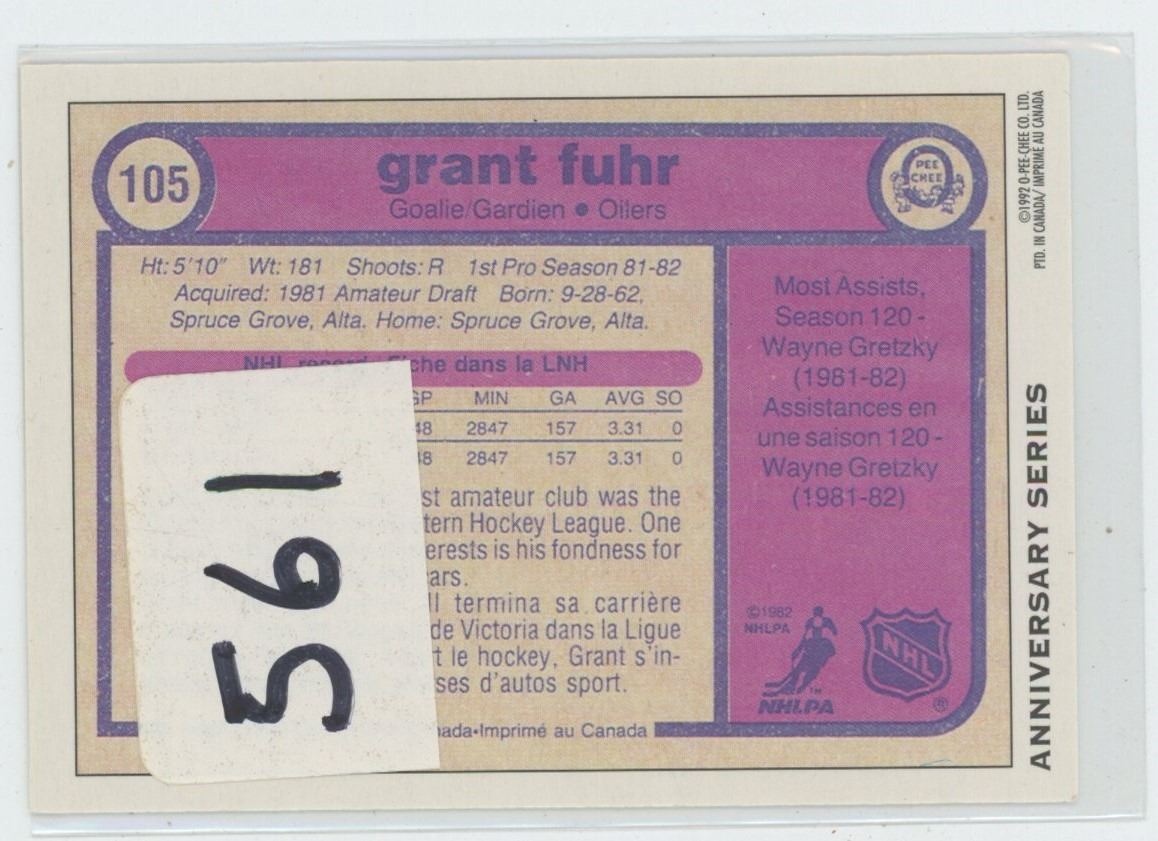 105
grant fuhr
Goalie/Gardien • Oilers
PEE
CHEE
©1992 O-PEE-CHEE CO. LTD.
PTD. IN CANADA/ IMPRIME AU CANADA
Ht: 5'10" Wt: 181 Shoots: R 1st Pro Season 81-82
Acquired: 1981 Amateur Draft Born: 9-28-62,
Spruce Grove, Alta. Home: Spruce Grove, Alta.
NHL dans la LNH
MIN GA AVG SO
2847 157 3.31 0
2847 157 3.31 0
amateur club was the
Hockey League. One
is his fondness for
Il termina sa carrière
de Victoria dans la Ligue
le hockey, Grant s'in-
d'autos sport.
Imprimé au Canada
561
Most Assists,
Season 120 -
Wayne Gretzky
(1981-82)
Assistances en
une saison 120 -
Wayne Gretzky
(1981-82)
©1982
NHLPA
TM
NHLPA
NHL
®
ANNIVERSARY SERIES